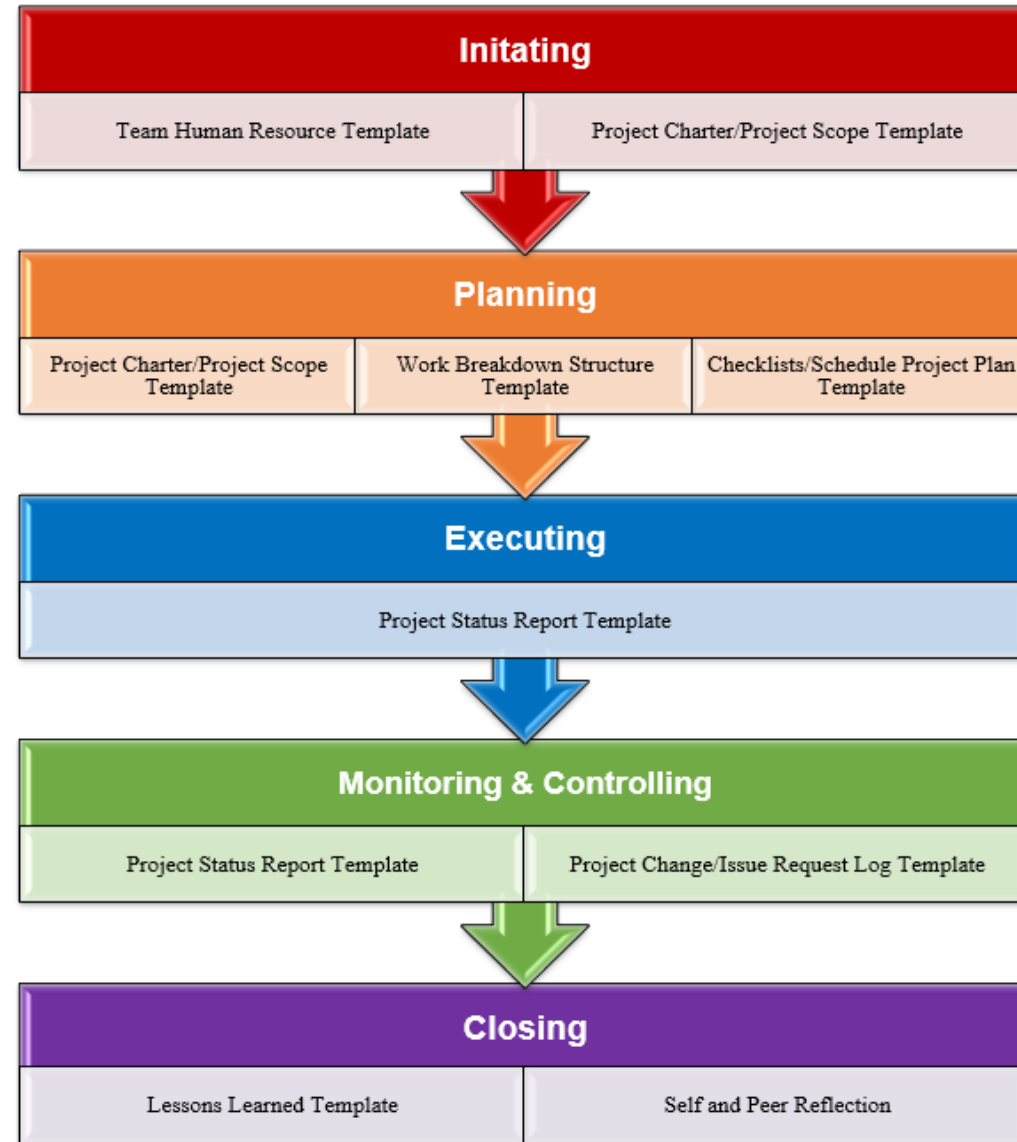 Initating
Team Human Resource Template
Project Charter/Project Scope Template
Planning
Project Charter/Project Scope
Template
Work Breakdown Structure
Template
Checklists/Schedule Project Plan
Template
Executing
Project Status Report Template
Monitoring & Controlling
Project Status Report Template
Project Change/Issue Request Log Template
Closing
Lessons Learned Template
Self and Peer Reflection